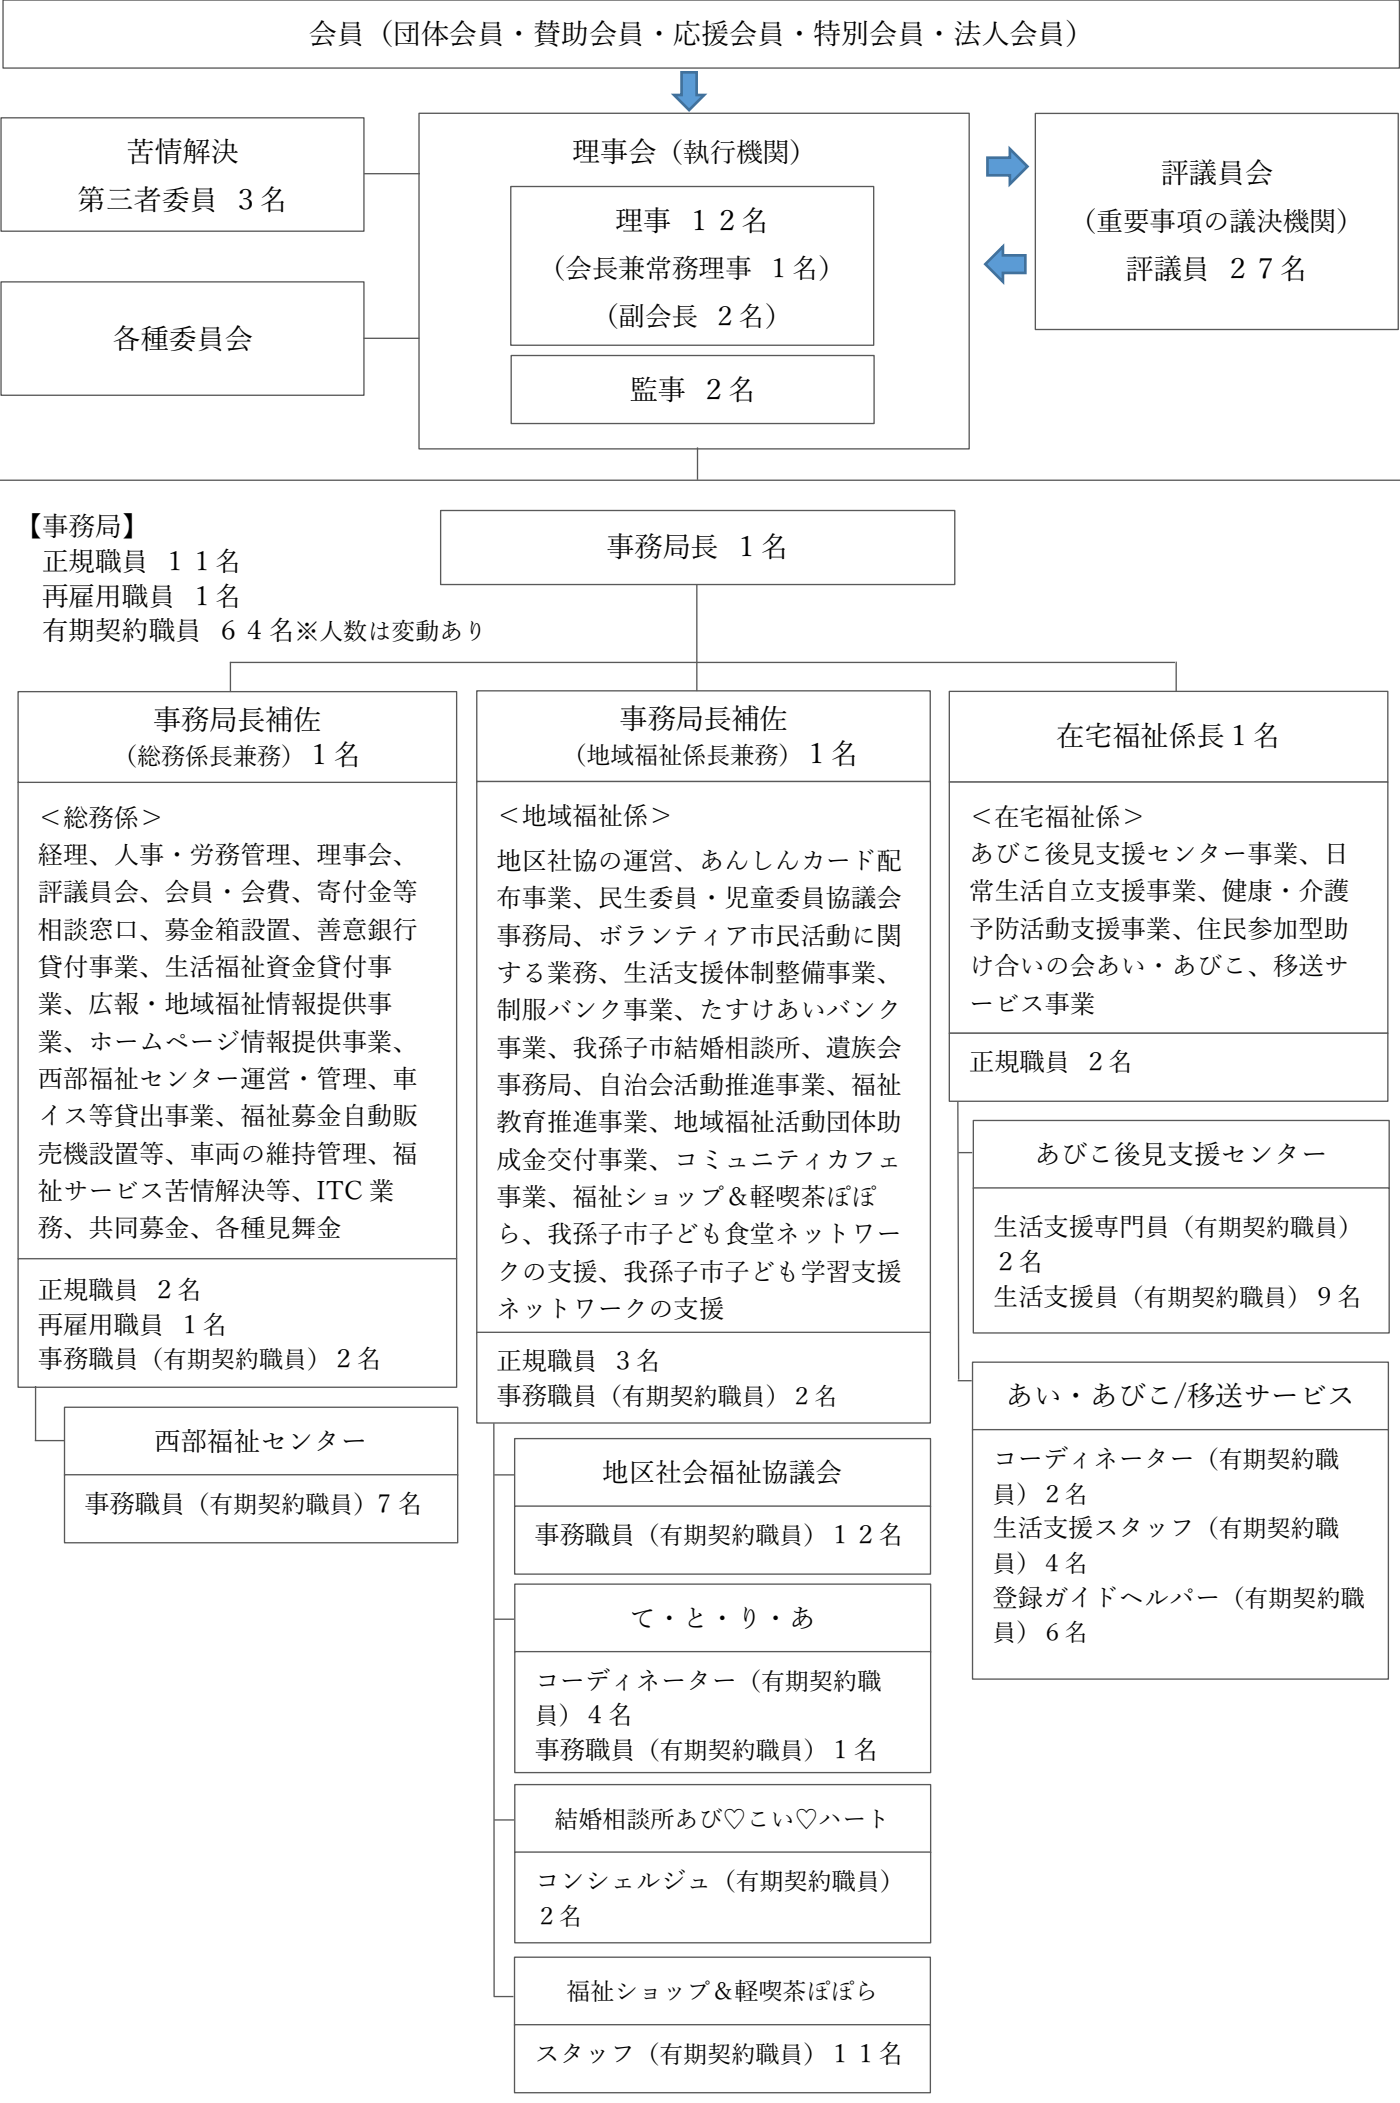 会員（団体会員・賛助会員・応援会員・特別会員・法人会員）
苦情解決
第三者委員 ３名
各種委員会
理事会（執行機関）
理事 １２名
（会長兼常務理事 １名）
（副会長 ２名）
監事 ２名
評議員会
（重要事項の議決機関）
評議員 ２７名
【事務局】
正規職員 １１名
再雇用職員 １名
有期契約職員 ６４名※人数は変動あり
事務局長 １名
事務局長補佐
（総務係長兼務）１名
＜総務係＞
経理、人事・労務管理、理事会、
評議員会、会員・会費、寄付金等
相談窓口、募金箱設置、善意銀行
貸付事業、生活福祉資金貸付事
業、広報・地域福祉情報提供事
業、ホームページ情報提供事業、
西部福祉センター運営・管理、車
イス等貸出事業、福祉募金自動販
売機設置等、車両の維持管理、福
祉サービス苦情解決等、ITC 業
務、共同募金、各種見舞金
正規職員 ２名
再雇用職員 １名
事務職員（有期契約職員）２名
西部福祉センター
事務職員（有期契約職員）７名
事務局長補佐
（地域福祉係長兼務）１名
＜地域福祉係＞
地区社協の運営、あんしんカード配
布事業、民生委員・児童委員協議会
事務局、ボランティア市民活動に関
する業務、生活支援体制整備事業、
制服バンク事業、たすけあいバンク
事業、我孫子市結婚相談所、遺族会
事務局、自治会活動推進事業、福祉
教育推進事業、地域福祉活動団体助
成金交付事業、コミュニティカフェ
事業、福祉ショップ＆軽喫茶ぽぽ
ら、我孫子市子ども食堂ネットワー
クの支援、我孫子市子ども学習支援
ネットワークの支援
正規職員 ３名
事務職員（有期契約職員）２名
地区社会福祉協議会
事務職員（有期契約職員）１２名
て・と・り・あ
コーディネーター（有期契約職
員）４名
事務職員（有期契約職員）１名
結婚相談所あび♡こい♡ハート
コンシェルジュ（有期契約職員）
２名
福祉ショップ＆軽喫茶ぽぽら
スタッフ（有期契約職員）１１名
在宅福祉係長１名
＜在宅福祉係＞
あびこ後見支援センター事業、日
常生活自立支援事業、健康・介護
予防活動支援事業、住民参加型助
け合いの会あい・あびこ、移送サ
ービス事業
正規職員 ２名
あびこ後見支援センター
生活支援専門員（有期契約職員）
２名
生活支援員（有期契約職員）９名
あい・あびこ/移送サービス
コーディネーター（有期契約職
員）２名
生活支援スタッフ（有期契約職
員）４名
登録ガイドヘルパー（有期契約職
員）６名